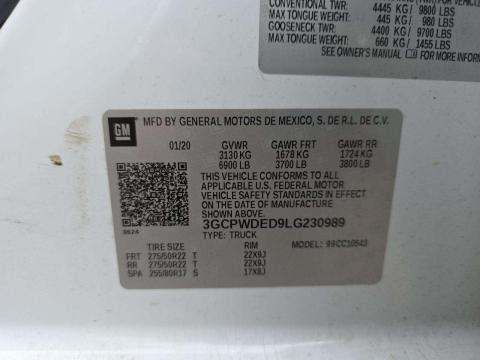 CONVENTIONAL TWR: 4445 KG/ 9800 LBS
MAX TONGUE WEIGHT: 445 KG/ 980 LBS
GOOSENECK TWR: 4400 KG/ 9700 LBS
MAX TONGUE WEIGHT: 660 KG/ 1455 LBS
SEE OWNER'S MANUAL FOR
GM
MFD BY GENERAL MOTORS DE MEXICO, S. DE R.L. DE C.V.
01/20 GVWR GAWR FRT GAWR RR
3130 KG 1678 KG 1724 KG
6900 LB 3700 LB 3800 LB
THIS VEHICLE CONFORMS TO ALL
APPLICABLE U.S. FEDERAL MOTOR
VEHICLE SAFETY STANDARDS IN EFFECT
ON THE DATE OF MANUFACTURE SHOWN ABOVE.
3GCPWDED9LG230989
TYPE: TRUCK
TIRE SIZE RIM
FRT 275/50R22 T 22X9J
RR 275/50R22 T 22X9J
SPA 255/80R17 S 17X8J